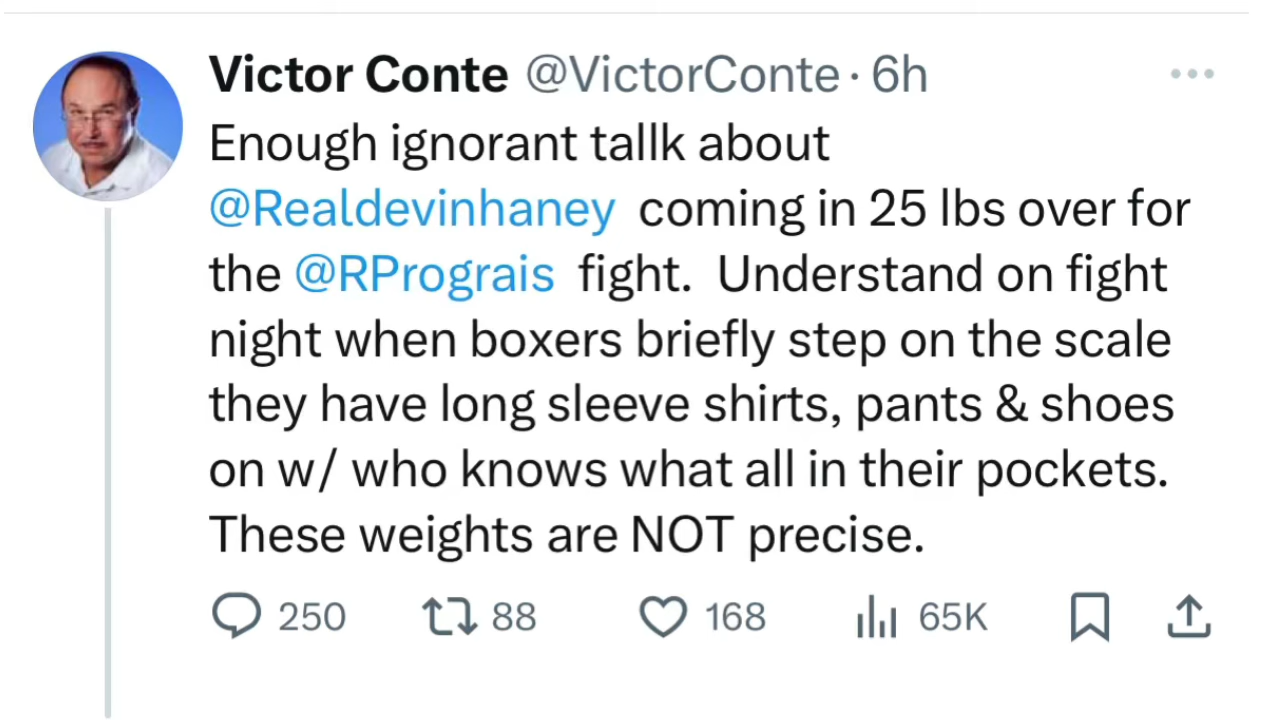 Victor Conte @VictorConte · 6h
Enough ignorant tallk about
@Realdevinhaney coming in 25 lbs over for
the @RPrograis fight. Understand on fight
night when boxers briefly step on the scale
they have long sleeve shirts, pants & shoes
on w/ who knows what all in their pockets.
These weights are NOT precise.
250 88 168 65K